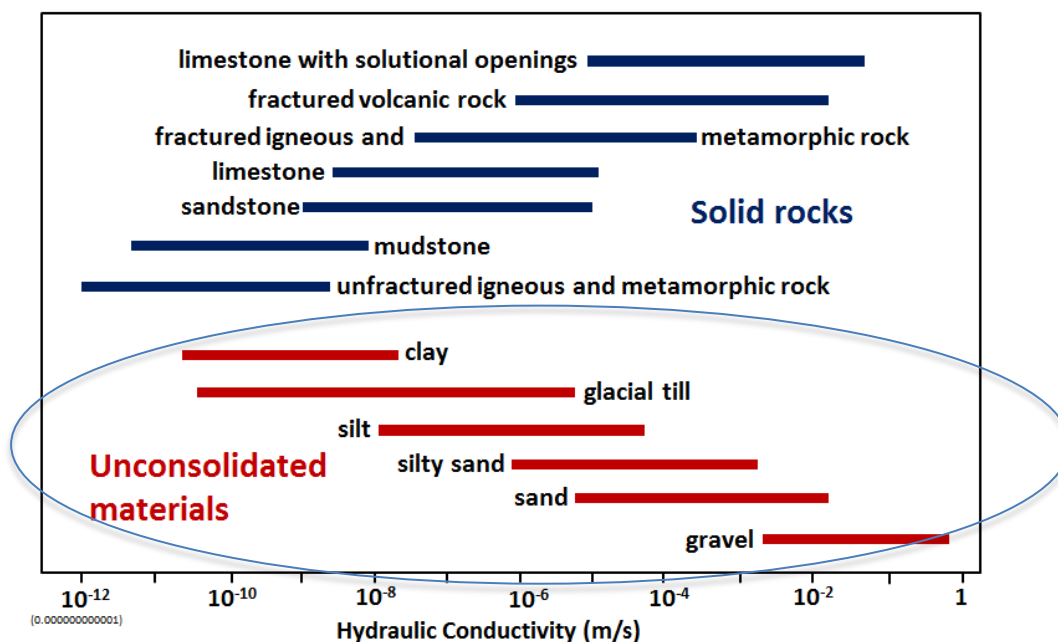 limestone with solutional openings
fractured volcanic rock
fractured igneous and metamorphic rock
limestone
sandstone
Solid rocks
mudstone
unfractured igneous and metamorphic rock
clay
glacial till
silt
Unconsolidated
materials
silty sand
sand
gravel
10-12 10-10 10-8 10-6 10-4 10-2 1
(0.000000000001)
Hydraulic Conductivity (m/s)